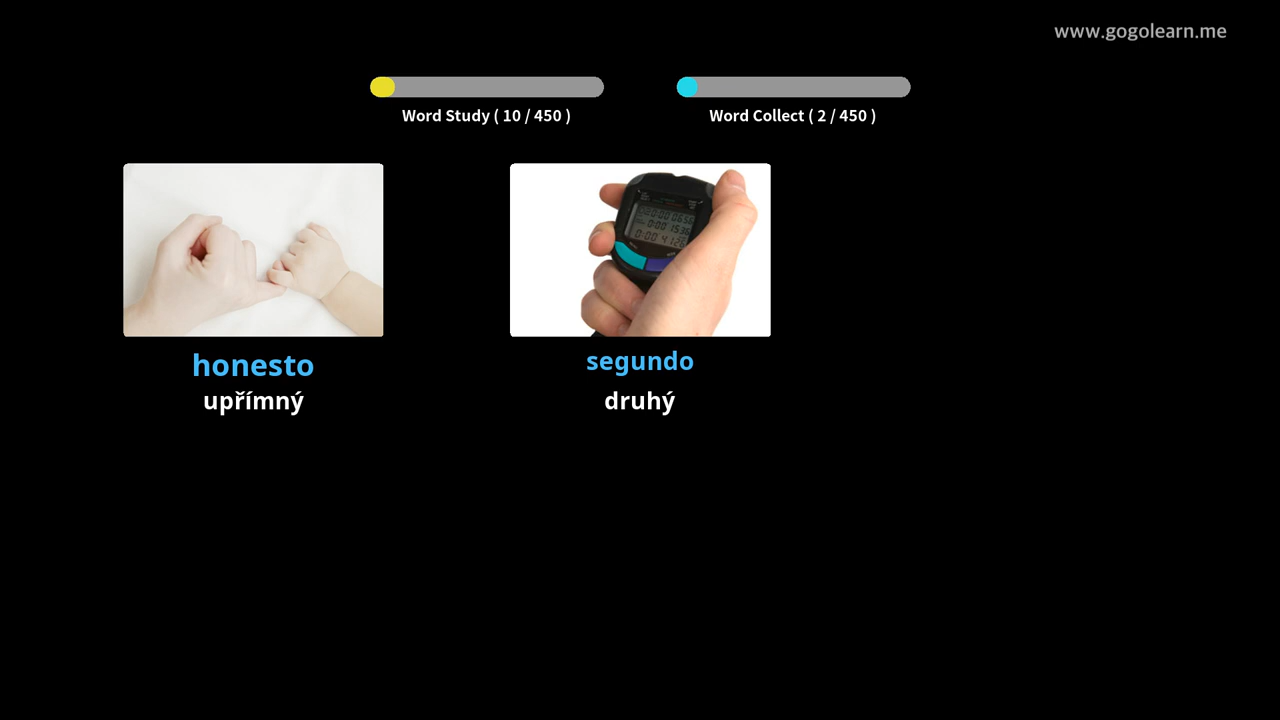 www.gogolearn.me
Word Study ( 10 / 450 )
Word Collect ( 2 / 450 )
honesto
upřímný
segundo
druhý